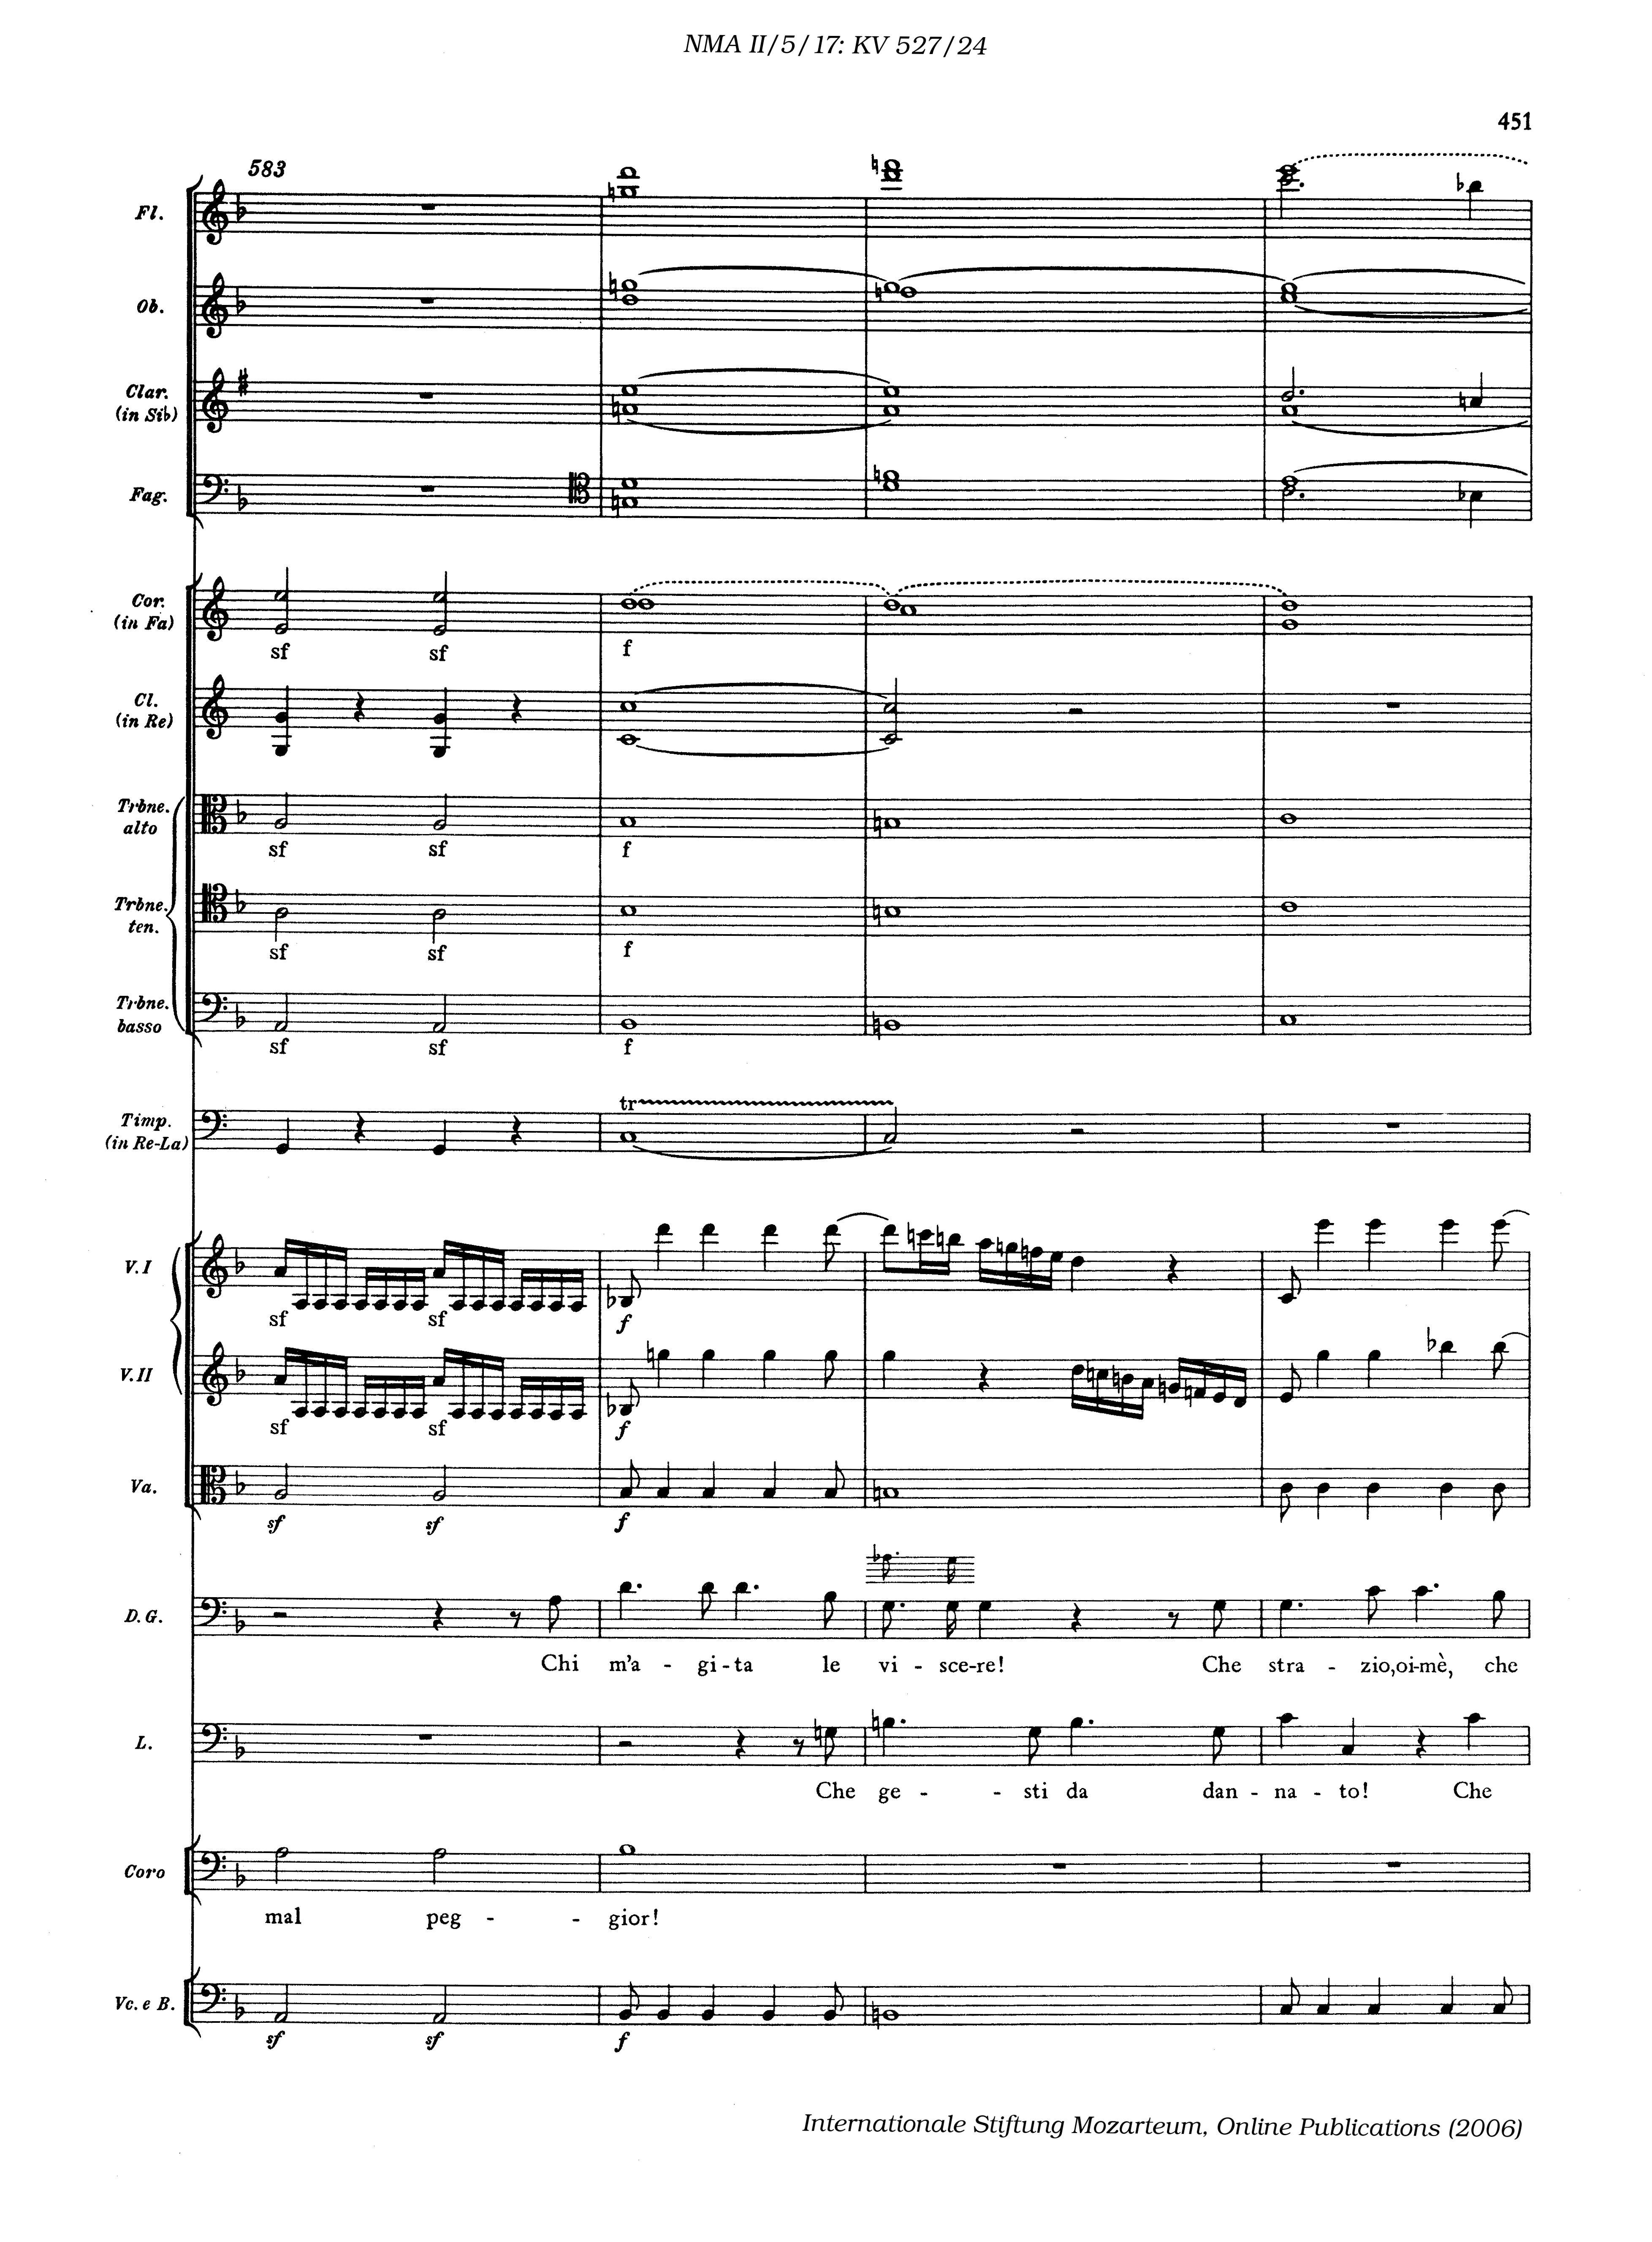 NMA II/5/17: KV 527/24
451
583
Fl.
Ob.
Clar.
(in Si♭)
Fag.
Cor.
(in Fa)
sf sf f
Cl.
(in Re)
Trbne.
alto
sf sf f
Trbne.
ten.
sf sf f
Trbne.
basso
sf sf f
tr
Timp.
(in Re-La)
V. I
sf sf f
V. II
sf sf f
Va.
sf sf f
D. G.
Chi m'a - gi - ta le vi - sce-re! Che stra - zio, oi-mè, che
L.
Che ge - - sti da dan - na - to! Che
Coro
mal peg - - gior!
Vc. e B.
sf sf f
Internationale Stiftung Mozarteum, Online Publications (2006)